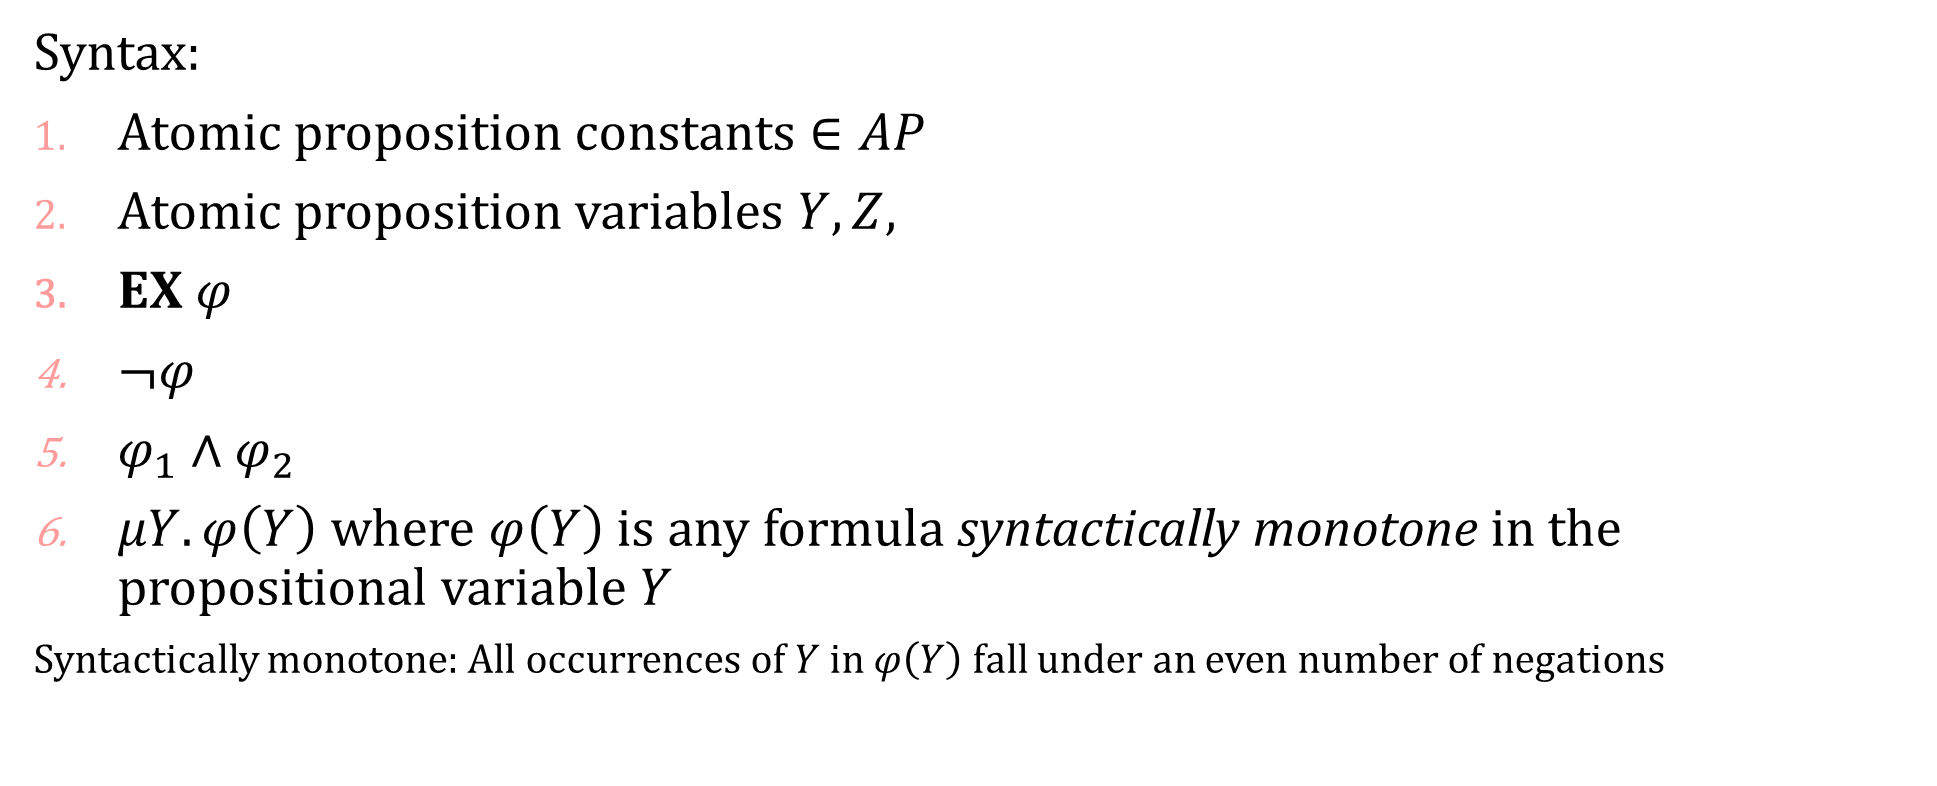 Syntax:
1. Atomic proposition constants ∈ AP
2. Atomic proposition variables Y, Z,
3. EX φ
4. ¬φ
5. φ₁ ∧ φ₂
6. μY. φ(Y) where φ(Y) is any formula syntactically monotone in the
propositional variable Y
Syntactically monotone: All occurrences of Y in φ(Y) fall under an even number of negations